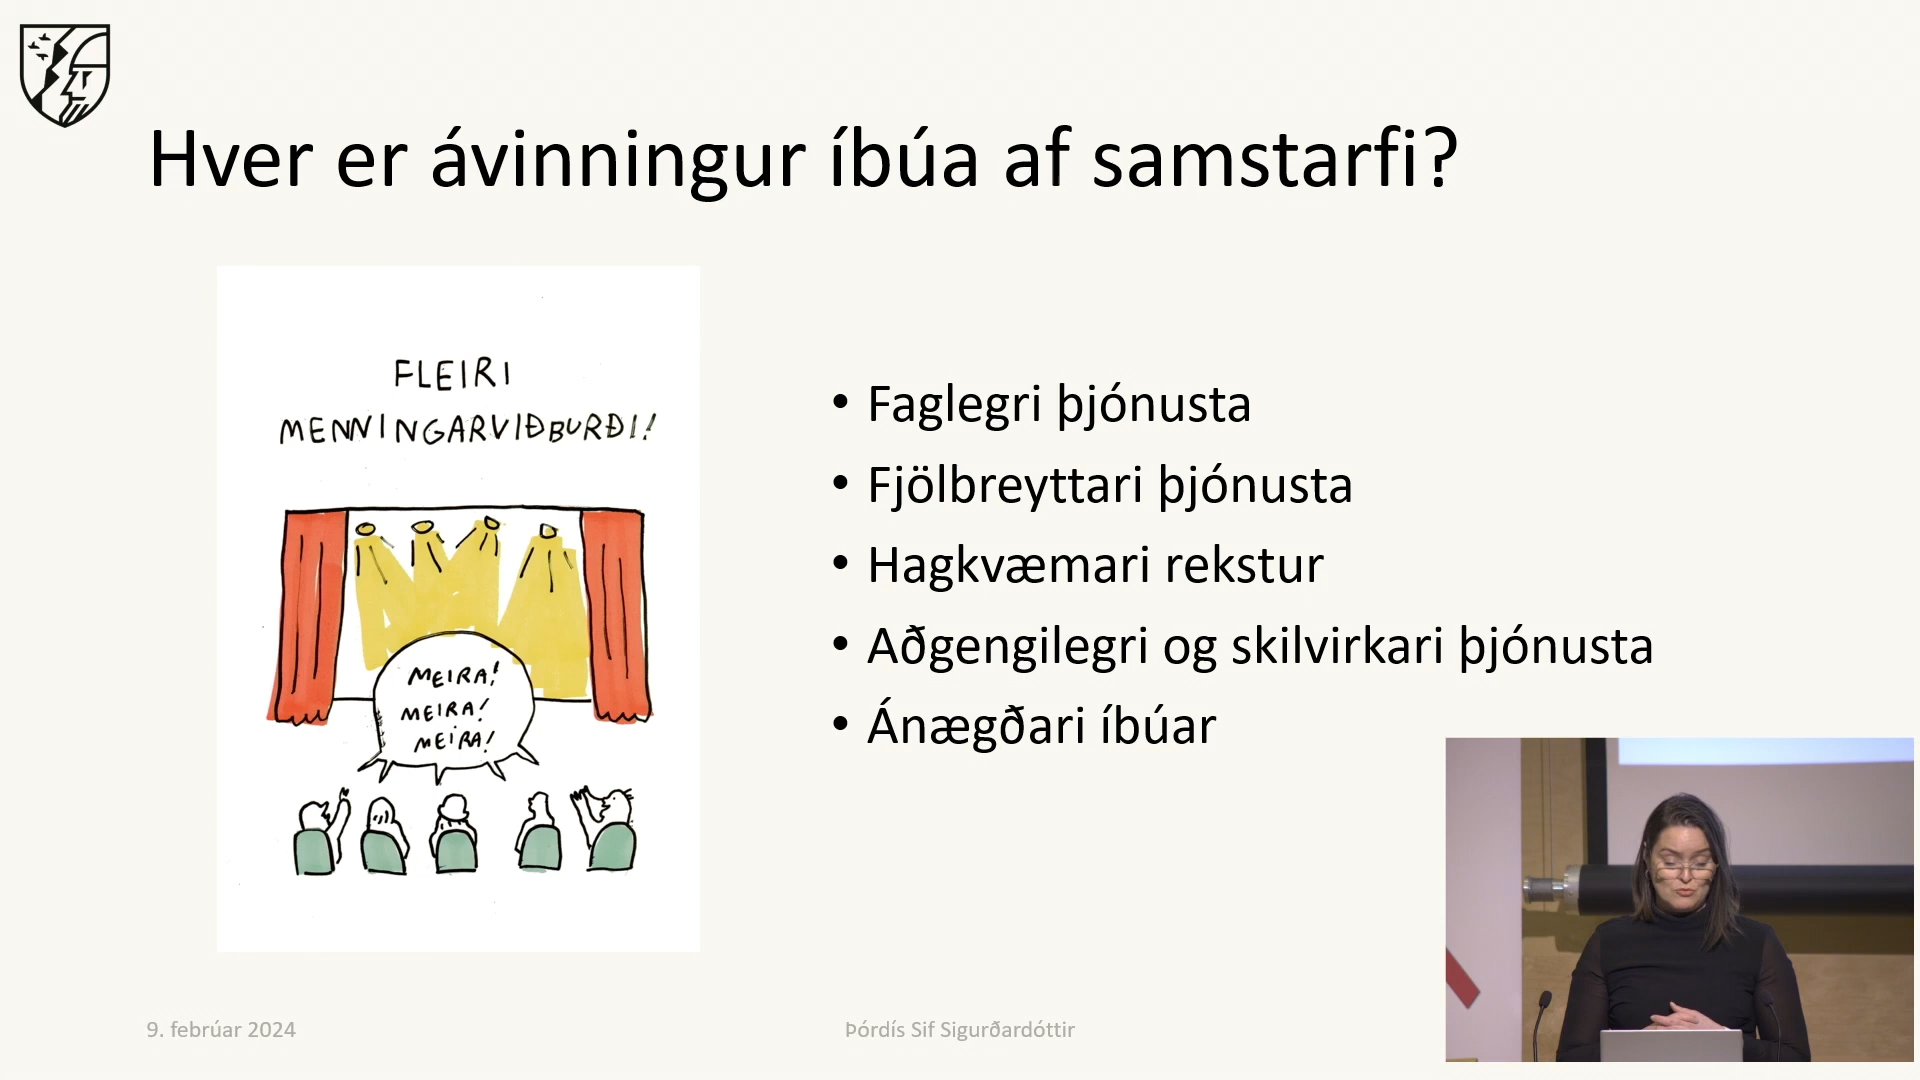 Hver er ávinningur íbúa af samstarfi?
FLEIRI
MENNINGARVIÐBURÐI!
MEIRA!
MEIRA!
MEIRA!
• Faglegri þjónusta
• Fjölbreyttari þjónusta
• Hagkvæmari rekstur
• Aðgengilegri og skilvirkari þjónusta
• Ánægðari íbúar
9. febrúar 2024
Þórdís Sif Sigurðardóttir